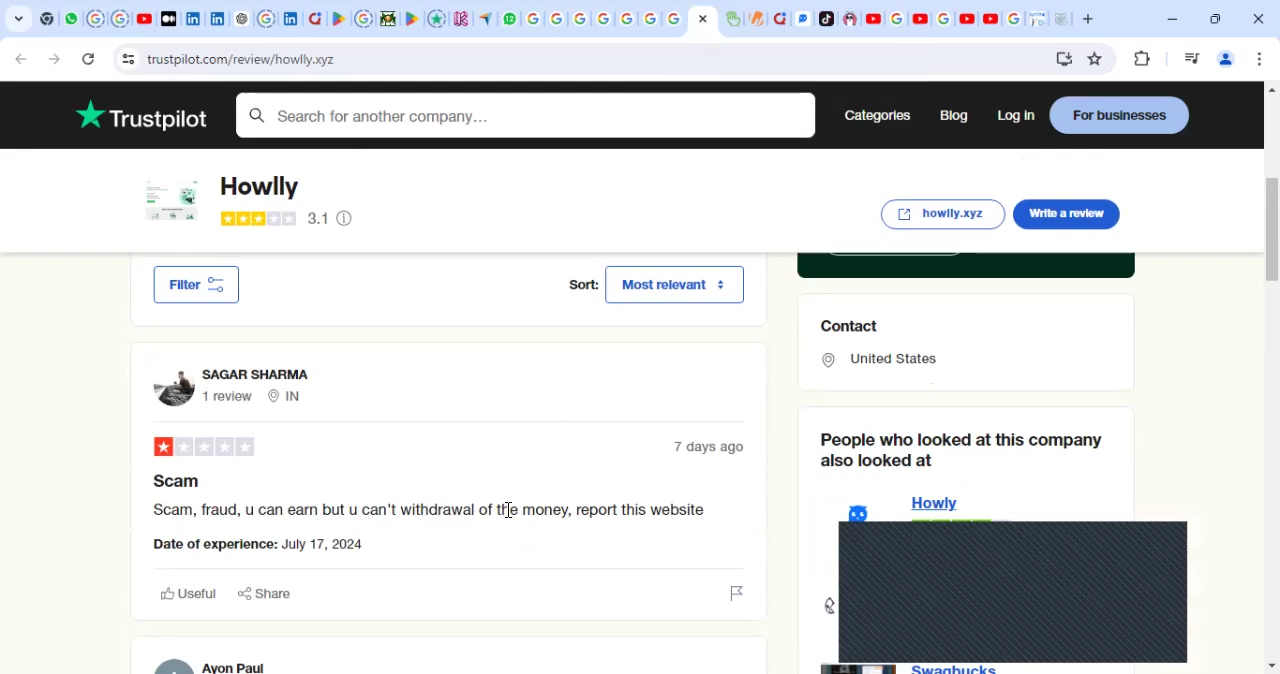 trustpilot.com/review/howlly.xyz
Trustpilot
Search for another company…
Categories
Blog
Log In
For businesses
Howlly
3.1
howlly.xyz
Write a review
Filter
Sort:
Most relevant
Contact
United States
SAGAR SHARMA
1 review IN
7 days ago
Scam
Scam, fraud, u can earn but u can't withdrawal of the money, report this website
Date of experience: July 17, 2024
Useful
Share
People who looked at this company
also looked at
Howly
Ayon Paul
Swagbucks